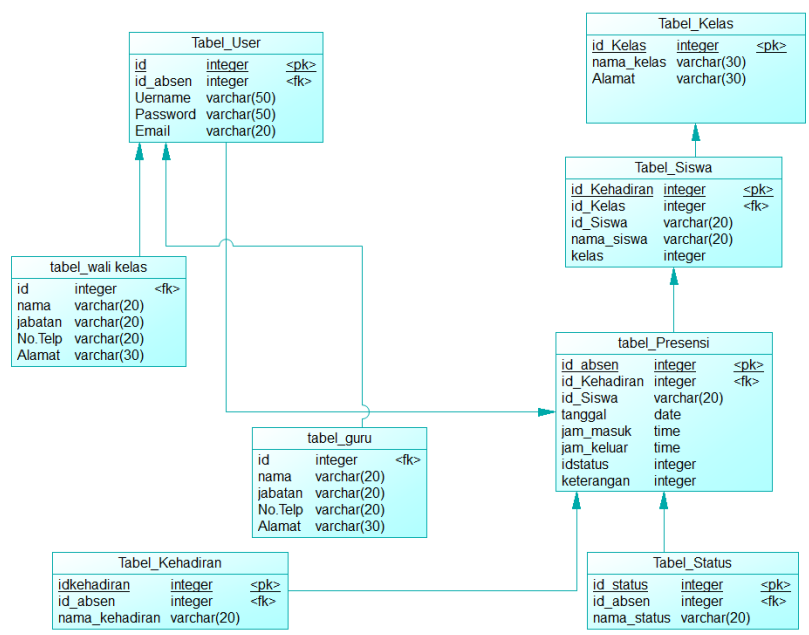 Tabel_User
id integer <pk>
id_absen integer <fk>
Uername varchar(50)
Password varchar(50)
Email varchar(20)
Tabel_Kelas
id_Kelas integer <pk>
nama_kelas varchar(30)
Alamat varchar(30)
Tabel_Siswa
id_Kehadiran integer <pk>
id_Kelas integer <fk>
id_Siswa varchar(20)
nama_siswa varchar(20)
kelas integer
tabel_wali kelas
id integer <fk>
nama varchar(20)
jabatan varchar(20)
No.Telp varchar(20)
Alamat varchar(30)
tabel_Presensi
id_absen integer <pk>
id_Kehadiran integer <fk>
id_Siswa varchar(20)
tanggal date
jam_masuk time
jam_keluar time
idstatus integer
keterangan integer
tabel_guru
id integer <fk>
nama varchar(20)
jabatan varchar(20)
No.Telp varchar(20)
Alamat varchar(30)
Tabel_Kehadiran
idkehadiran integer <pk>
id_absen integer <fk>
nama_kehadiran varchar(20)
Tabel_Status
id_status integer <pk>
id_absen integer <fk>
nama_status varchar(20)